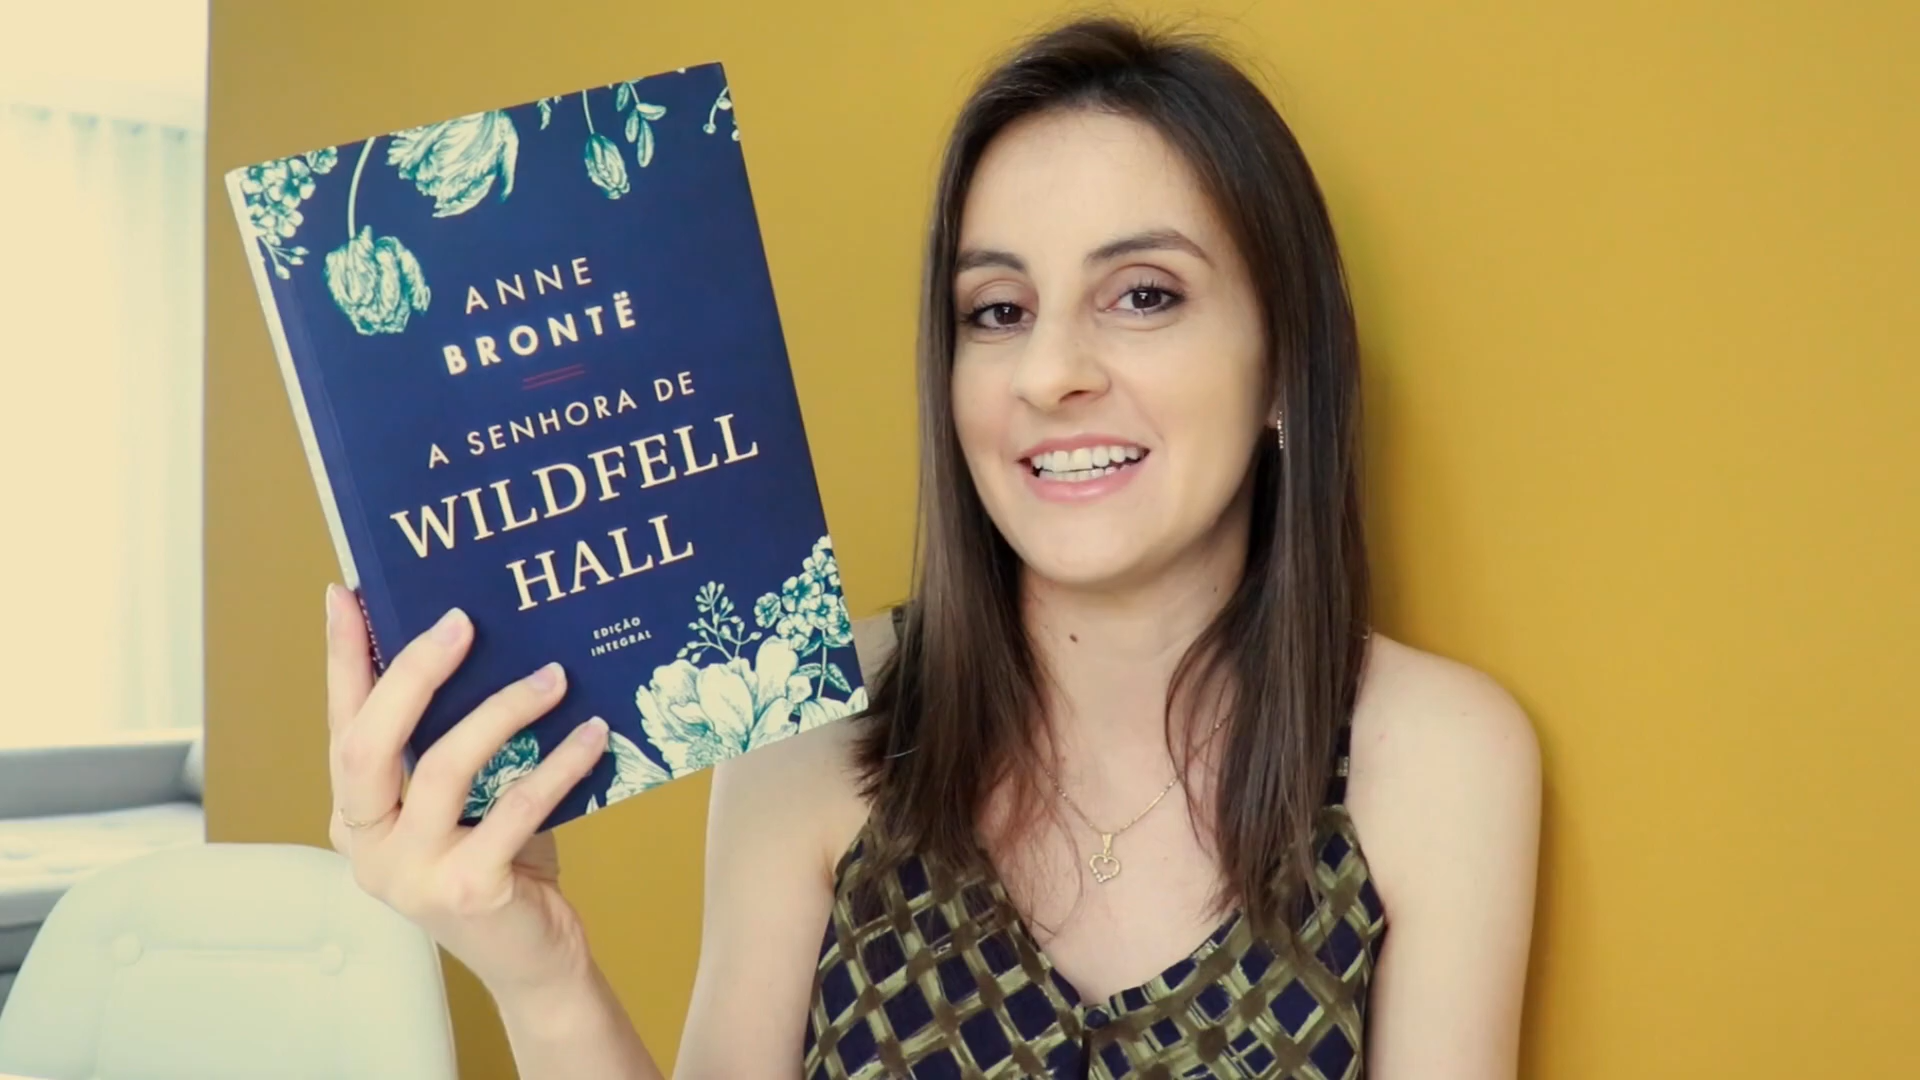 ANNE
BRONTË
A SENHORA DE
WILDFELL
HALL
EDIÇÃO
INTEGRAL